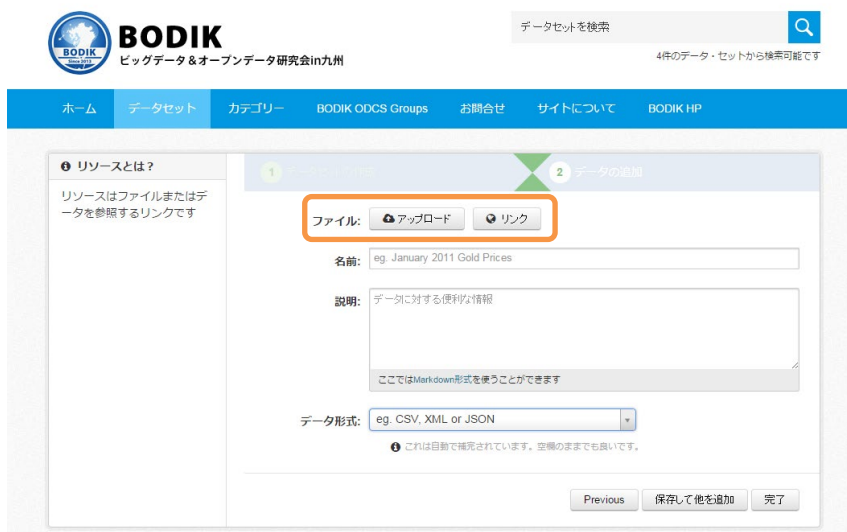 BODIK
Since 2013
BODIK
ビッグデータ＆オープンデータ研究会in九州
データセットを検索
4件のデータ・セットから検索可能です
ホーム データセット カテゴリー BODIK ODCS Groups お問合せ サイトについて BODIK HP
リソースとは？
リソースはファイルまたはデ
ータを参照するリンクです
1
2 データの追加
ファイル: アップロード リンク
名前: eg. January 2011 Gold Prices
説明: データに対する便利な情報
ここではMarkdown形式を使うことができます
データ形式: eg. CSV, XML or JSON
これは自動で補完されています。空欄のままでも良いです。
Previous 保存して他を追加 完了